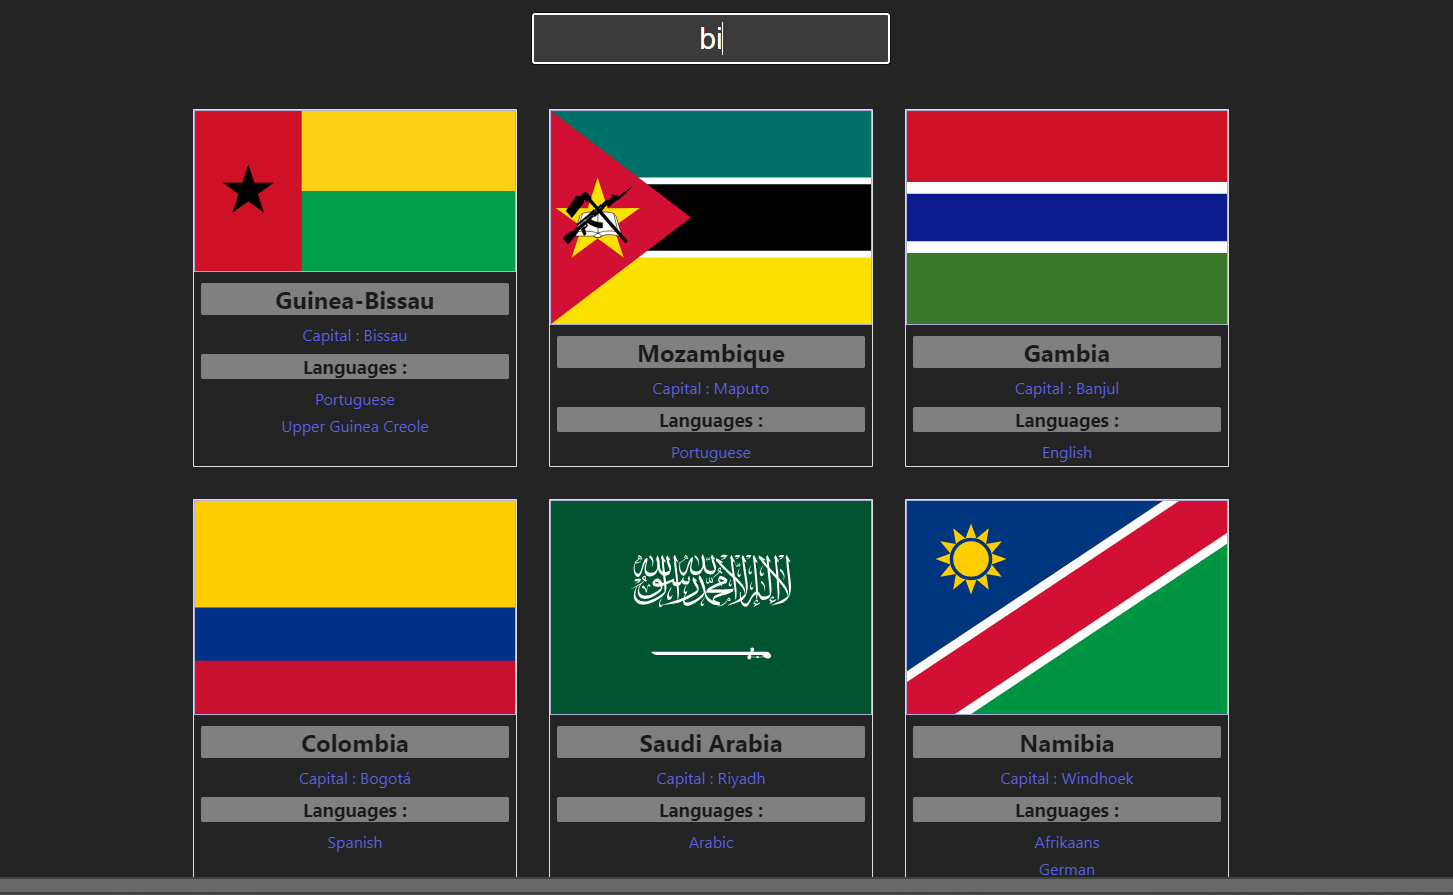 bi
Guinea-Bissau
Capital : Bissau
Languages :
Portuguese
Upper Guinea Creole
Mozambique
Capital : Maputo
Languages :
Portuguese
Gambia
Capital : Banjul
Languages :
English
Colombia
Capital : Bogotá
Languages :
Spanish
لا إله إلا الله محمد رسول الله
Saudi Arabia
Capital : Riyadh
Languages :
Arabic
Namibia
Capital : Windhoek
Languages :
Afrikaans
German